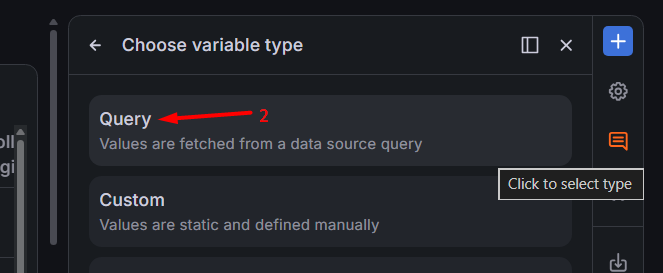 Choose variable type
Query
2
Values are fetched from a data source query
Click to select type
Custom
Values are static and defined manually